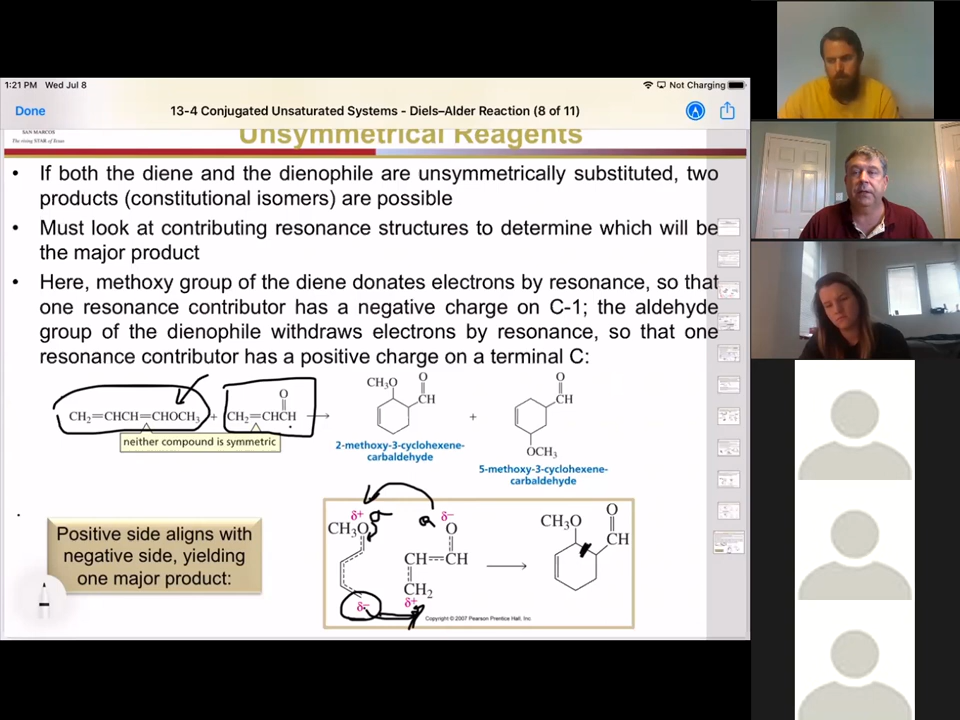 1:21 PM Wed Jul 8
Not Charging
Done
13-4 Conjugated Unsaturated Systems - Diels–Alder Reaction (8 of 11)
SAN MARCOS
The rising STAR of Texas
Unsymmetrical Reagents
• If both the diene and the dienophile are unsymmetrically substituted, two
products (constitutional isomers) are possible
• Must look at contributing resonance structures to determine which will be
the major product
• Here, methoxy group of the diene donates electrons by resonance, so that
one resonance contributor has a negative charge on C-1; the aldehyde
group of the dienophile withdraws electrons by resonance, so that one
resonance contributor has a positive charge on a terminal C:
CH₃O
O
CH
O
CH
O
CH₂=CHCH=CHOCH₃ + CH₂=CHCH
+
neither compound is symmetric
OCH₃
2-methoxy-3-cyclohexene-
carbaldehyde
5-methoxy-3-cyclohexene-
carbaldehyde
Positive side aligns with
negative side, yielding
one major product:
δ+
δ−
CH₃O
O
CH=CH
CH₂
δ−
δ+
CH₃O
O
CH
Copyright © 2007 Pearson Prentice Hall, Inc.